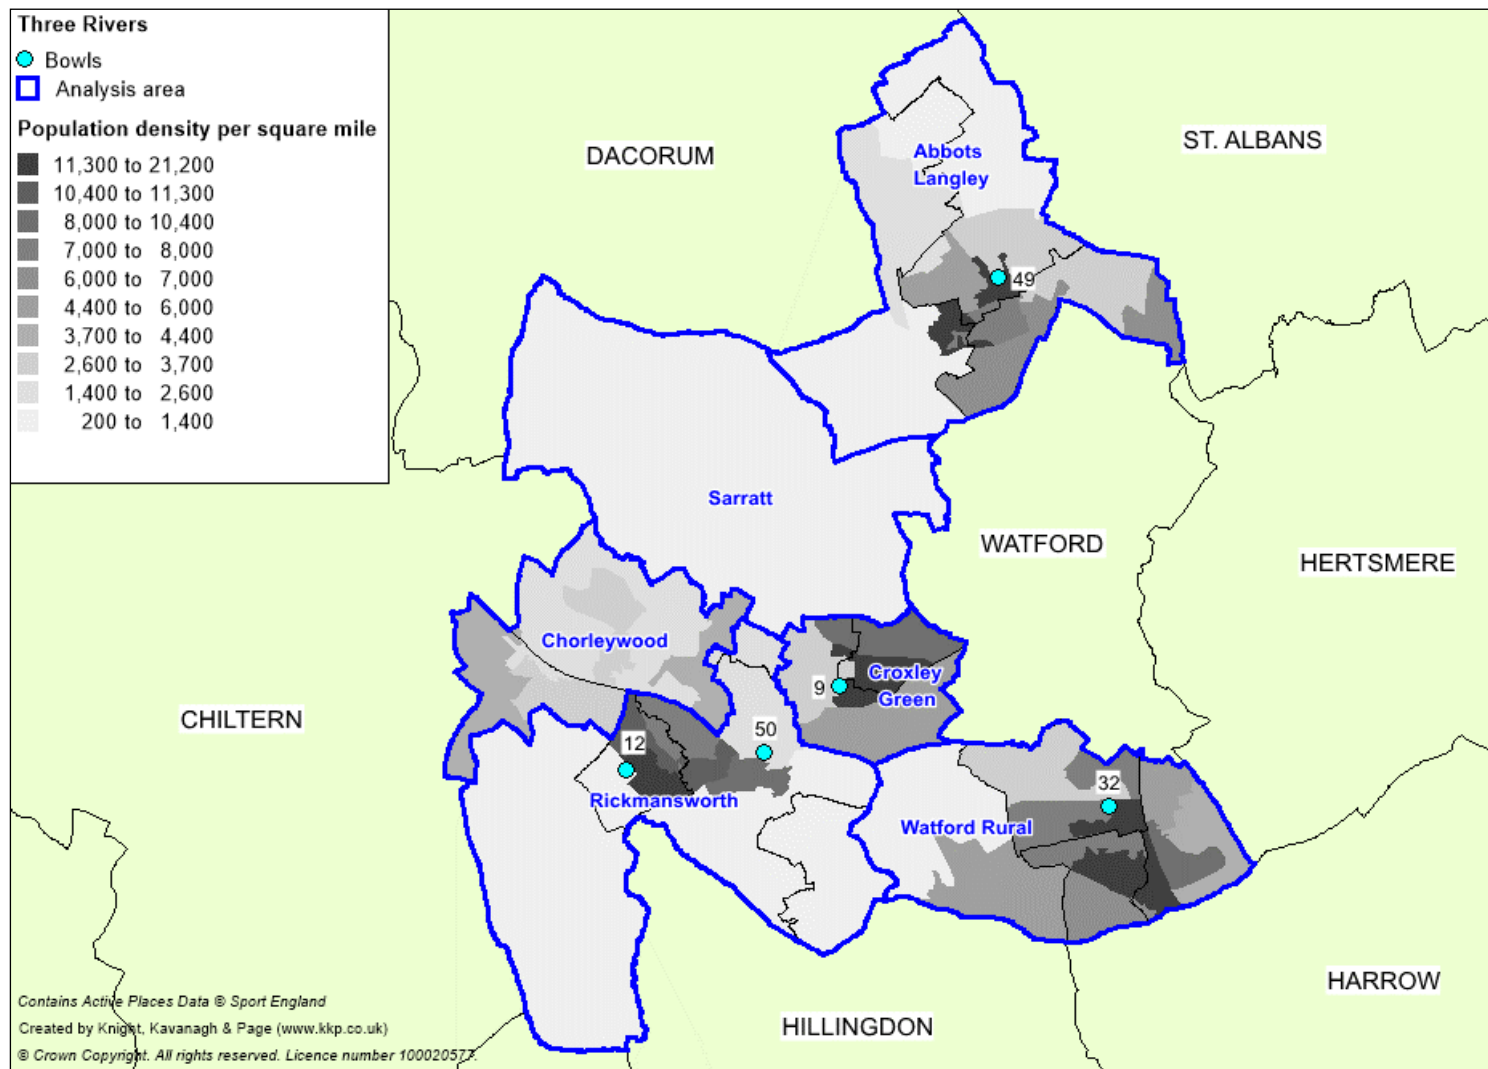 Three Rivers
Bowls
Analysis area
Population density per square mile
11,300 to 21,200
10,400 to 11,300
8,000 to 10,400
7,000 to 8,000
6,000 to 7,000
4,400 to 6,000
3,700 to 4,400
2,600 to 3,700
1,400 to 2,600
200 to 1,400
DACORUM
ST. ALBANS
Abbots
Langley
49
Sarratt
WATFORD
HERTSMERE
Chorleywood
Croxley
Green
9
CHILTERN
50
12
Rickmansworth
32
Watford Rural
HARROW
HILLINGDON
Contains Active Places Data © Sport England
Created by Knight, Kavanagh & Page (www.kkp.co.uk)
© Crown Copyright. All rights reserved. Licence number 100020577.